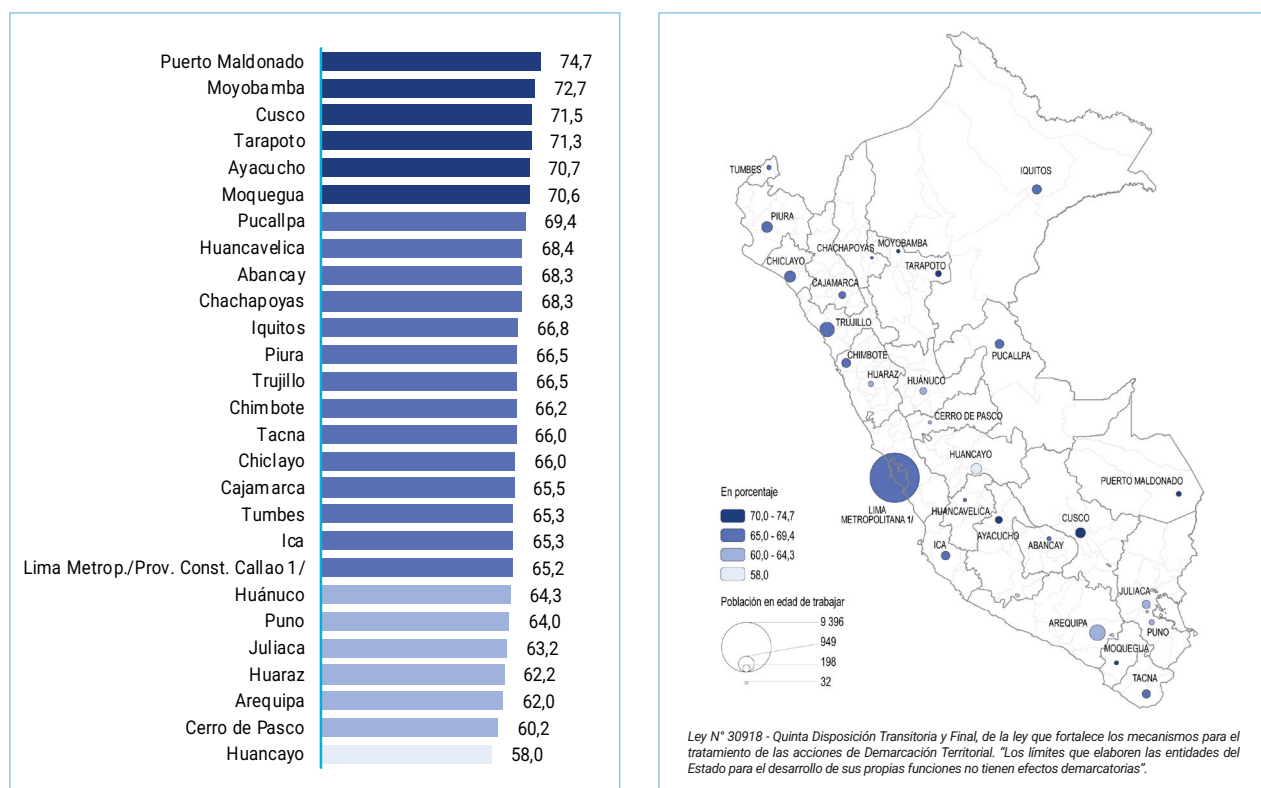 Puerto Maldonado 74,7
Moyobamba 72,7
Cusco 71,5
Tarapoto 71,3
Ayacucho 70,7
Moquegua 70,6
Pucallpa 69,4
Huancavelica 68,4
Abancay 68,3
Chachapoyas 68,3
Iquitos 66,8
Piura 66,5
Trujillo 66,5
Chimbote 66,2
Tacna 66,0
Chiclayo 66,0
Cajamarca 65,5
Tumbes 65,3
Ica 65,3
Lima Metrop./Prov. Const. Callao 1/ 65,2
Huánuco 64,3
Puno 64,0
Juliaca 63,2
Huaraz 62,2
Arequipa 62,0
Cerro de Pasco 60,2
Huancayo 58,0
TUMBES
IQUITOS
PIURA
CHACHAPOYAS
MOYOBAMBA
CHICLAYO
TARAPOTO
CAJAMARCA
TRUJILLO
CHIMBOTE
PUCALLPA
HUARAZ
HUÁNUCO
CERRO DE PASCO
HUANCAYO
PUERTO MALDONADO
LIMA
METROPOLITANA 1/
HUANCAVELICA
CUSCO
AYACUCHO
ABANCAY
ICA
JULIACA
AREQUIPA
PUNO
MOQUEGUA
TACNA
En porcentaje
70,0 - 74,7
65,0 - 69,4
60,0 - 64,3
58,0
Población en edad de trabajar
9 396
949
198
32
Ley N° 30918 - Quinta Disposición Transitoria y Final, de la ley que fortalece los mecanismos para el
tratamiento de las acciones de Demarcación Territorial. "Los límites que elaboren las entidades del
Estado para el desarrollo de sus propias funciones no tienen efectos demarcatorias".